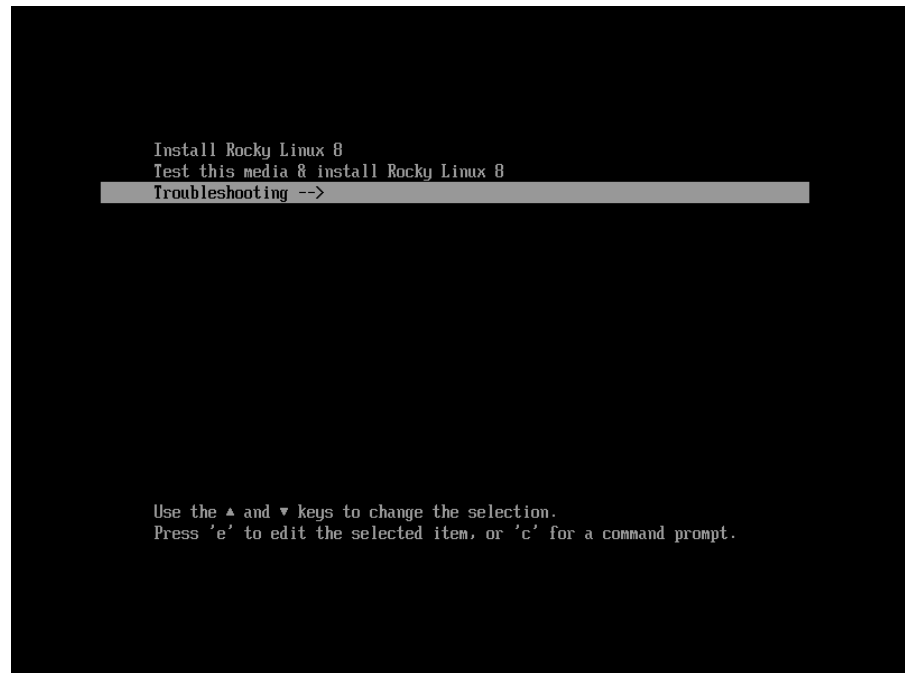 Install Rocky Linux 8
Test this media & install Rocky Linux 8
Troubleshooting -->
Use the ▲ and ▼ keys to change the selection.
Press 'e' to edit the selected item, or 'c' for a command prompt.